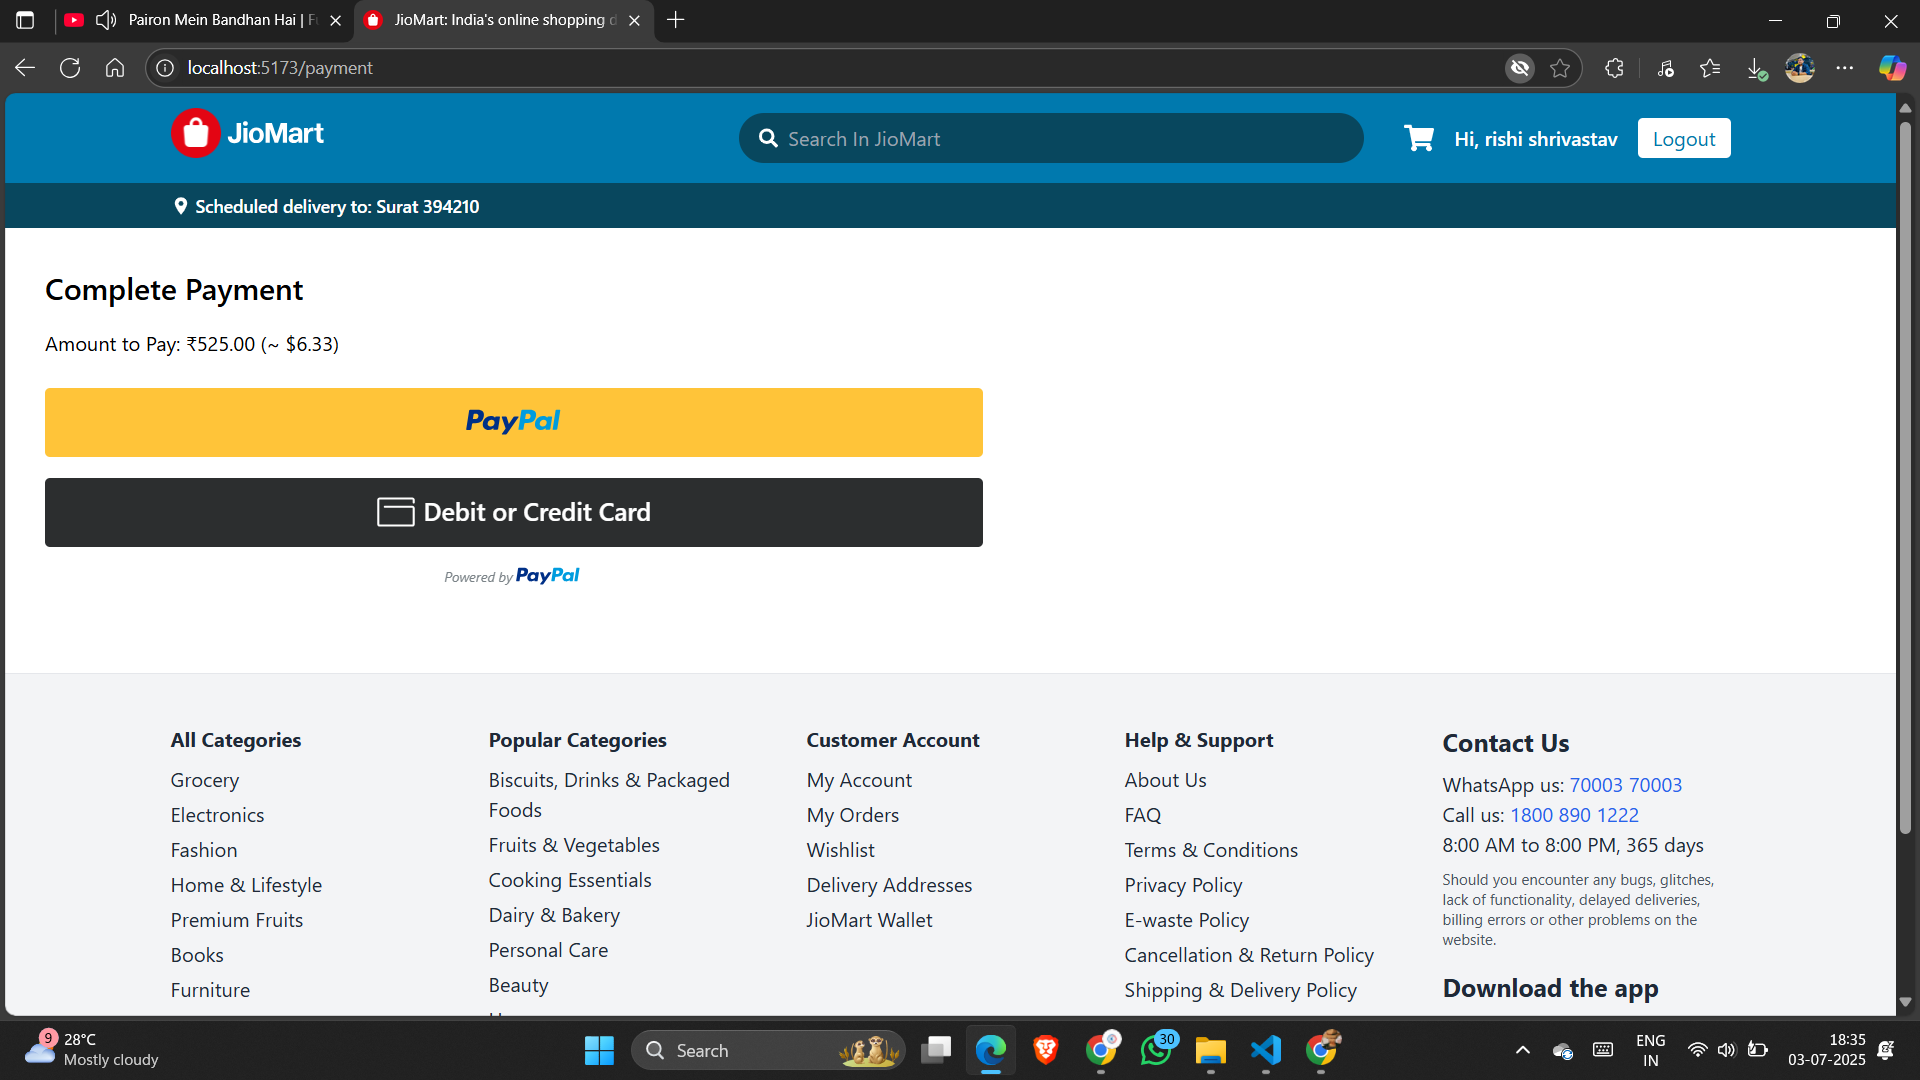 Pairon Mein Bandhan Hai | F
JioMart: India's online shopping d
localhost:5173/payment
JioMart
Search In JioMart
Hi, rishi shrivastav
Logout
Scheduled delivery to: Surat 394210
Complete Payment
Amount to Pay: ₹525.00 (~ $6.33)
PayPal
Debit or Credit Card
Powered by PayPal
All Categories
Grocery
Electronics
Fashion
Home & Lifestyle
Premium Fruits
Books
Furniture
Popular Categories
Biscuits, Drinks & Packaged
Foods
Fruits & Vegetables
Cooking Essentials
Dairy & Bakery
Personal Care
Beauty
Customer Account
My Account
My Orders
Wishlist
Delivery Addresses
JioMart Wallet
Help & Support
About Us
FAQ
Terms & Conditions
Privacy Policy
E-waste Policy
Cancellation & Return Policy
Shipping & Delivery Policy
Contact Us
WhatsApp us: 70003 70003
Call us: 1800 890 1222
8:00 AM to 8:00 PM, 365 days
Should you encounter any bugs, glitches,
lack of functionality, delayed deliveries,
billing errors or other problems on the
website.
Download the app
9
28°C
Mostly cloudy
Search
30
ENG
IN
18:35
03-07-2025